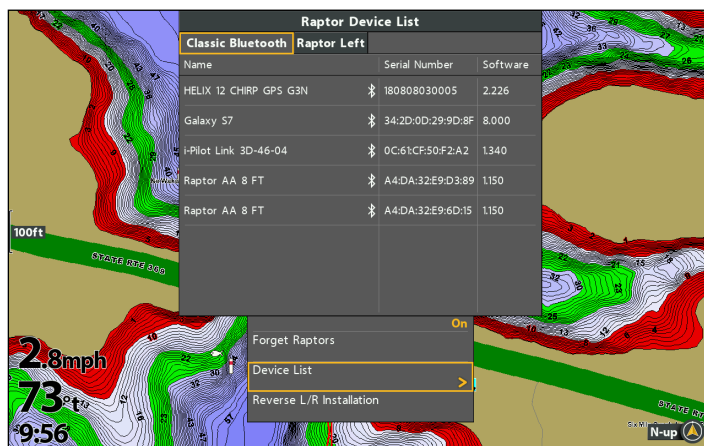 Raptor Device List
Classic Bluetooth Raptor Left
Name Serial Number Software
HELIX 12 CHIRP GPS G3N 180808030005 2.226
Galaxy S7 34:2D:0D:29:9D:8F 8.000
i-Pilot Link 3D-46-04 0C:61:CF:50:F2:A2 1.340
Raptor AA 8 FT A4:DA:32:E9:D3:89 1.150
Raptor AA 8 FT A4:DA:32:E9:6D:15 1.150
100ft
STATE RTE 368
On
Forget Raptors
Device List
>
Reverse L/R Installation
2.8mph
73°f
9:56
STATE RT
N-up